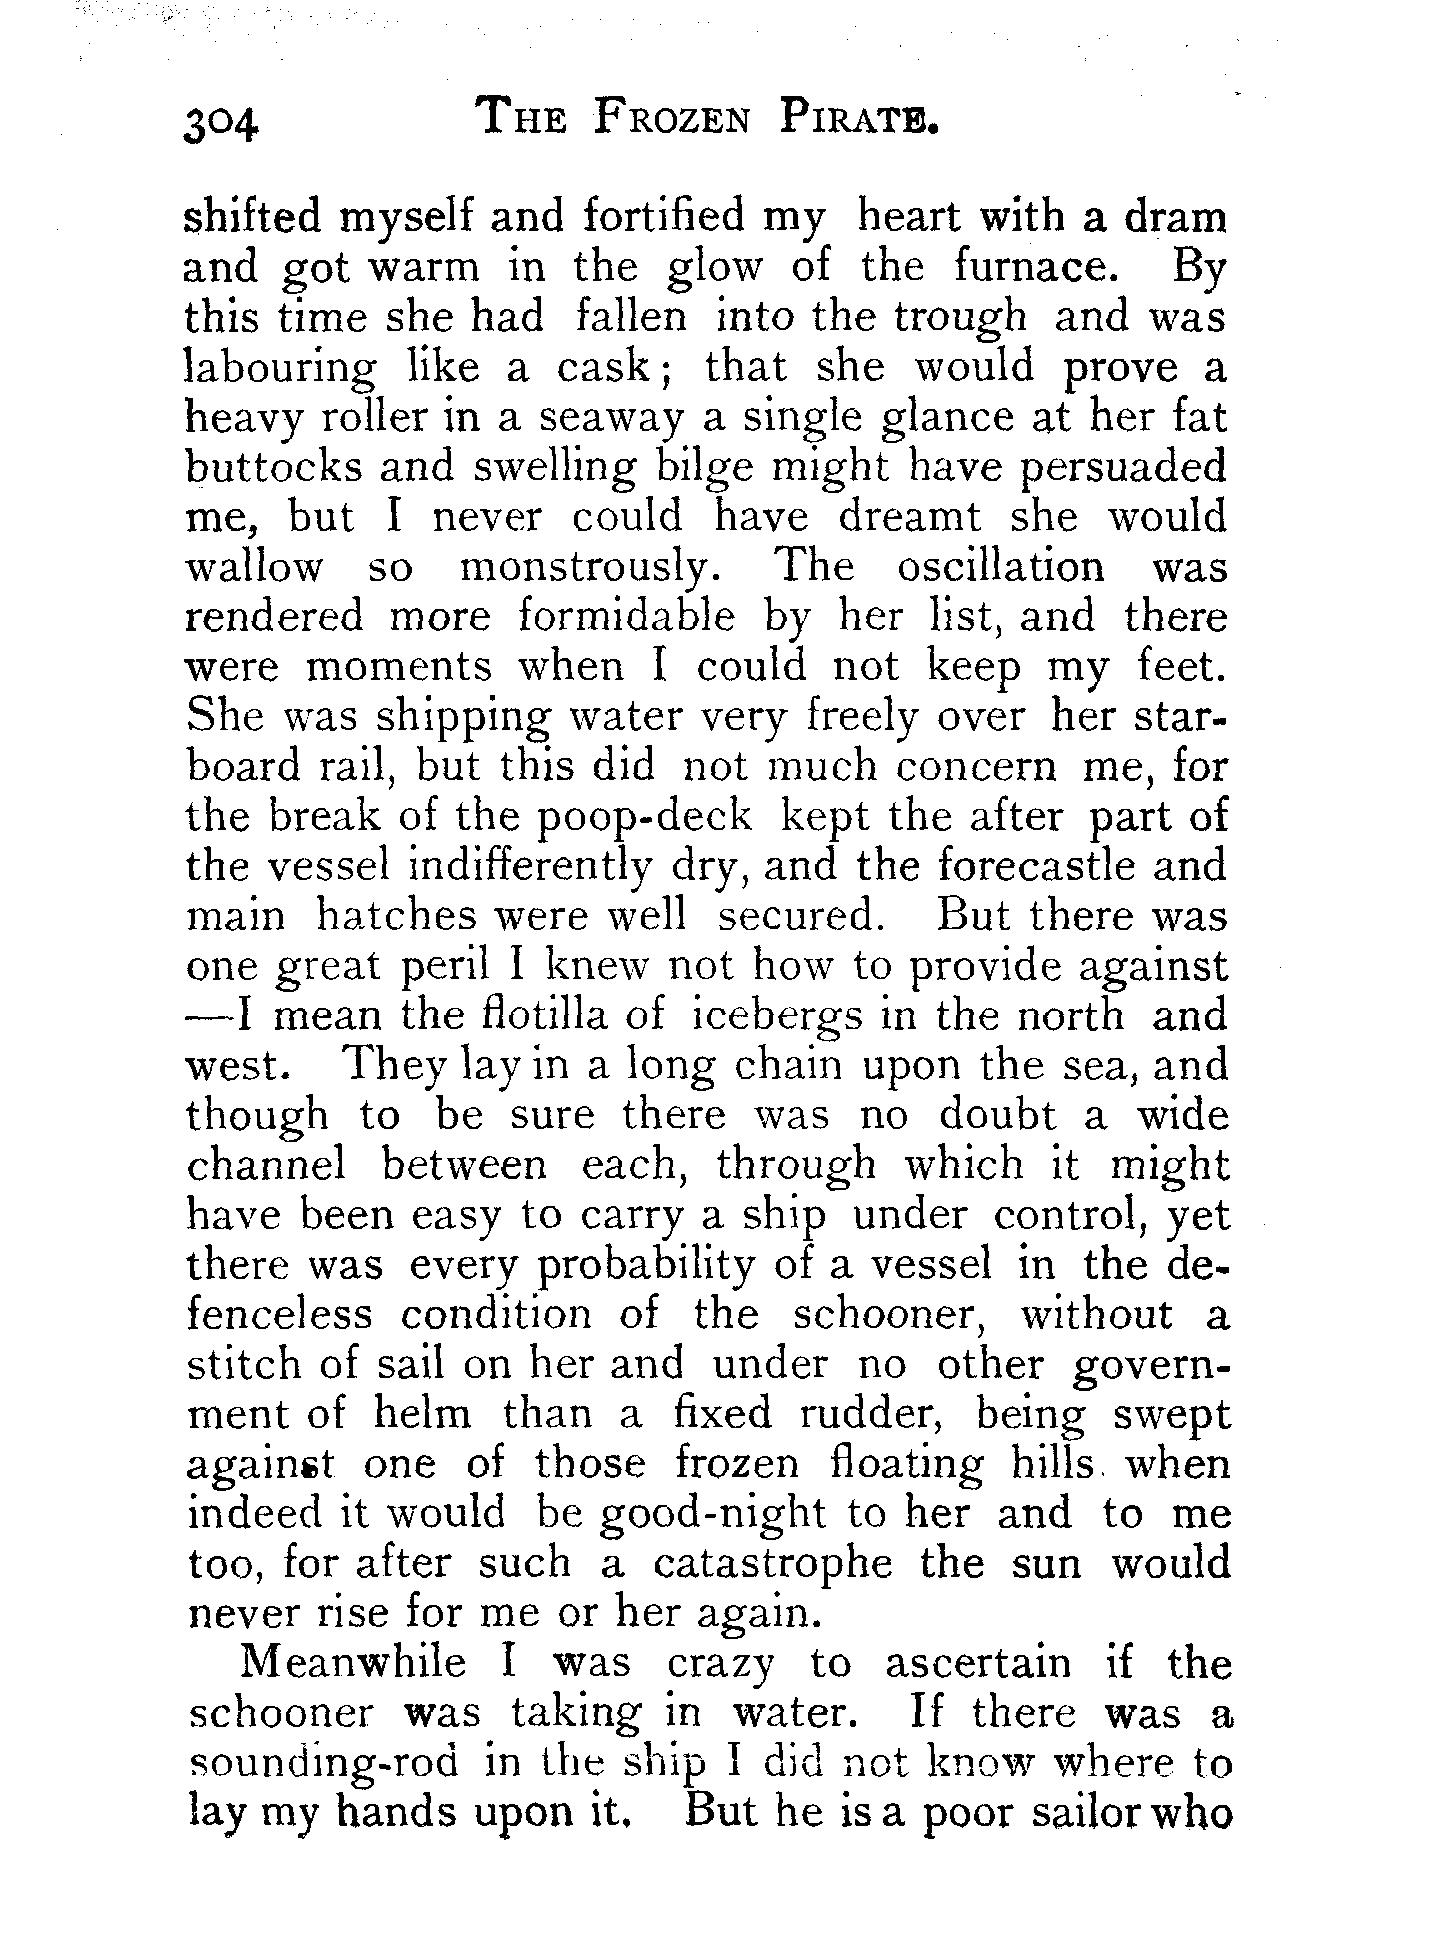 304 THE FROZEN PIRATE.
shifted myself and fortified my heart with a dram
and got warm in the glow of the furnace. By
this time she had fallen into the trough and was
labouring like a cask; that she would prove a
heavy roller in a seaway a single glance at her fat
buttocks and swelling bilge might have persuaded
me, but I never could have dreamt she would
wallow so monstrously. The oscillation was
rendered more formidable by her list, and there
were moments when I could not keep my feet.
She was shipping water very freely over her star-
board rail, but this did not much concern me, for
the break of the poop-deck kept the after part of
the vessel indifferently dry, and the forecastle and
main hatches were well secured. But there was
one great peril I knew not how to provide against
—I mean the flotilla of icebergs in the north and
west. They lay in a long chain upon the sea, and
though to be sure there was no doubt a wide
channel between each, through which it might
have been easy to carry a ship under control, yet
there was every probability of a vessel in the de-
fenceless condition of the schooner, without a
stitch of sail on her and under no other govern-
ment of helm than a fixed rudder, being swept
against one of those frozen floating hills. when
indeed it would be good-night to her and to me
too, for after such a catastrophe the sun would
never rise for me or her again.
Meanwhile I was crazy to ascertain if the
schooner was taking in water. If there was a
sounding-rod in the ship I did not know where to
lay my hands upon it. But he is a poor sailor who